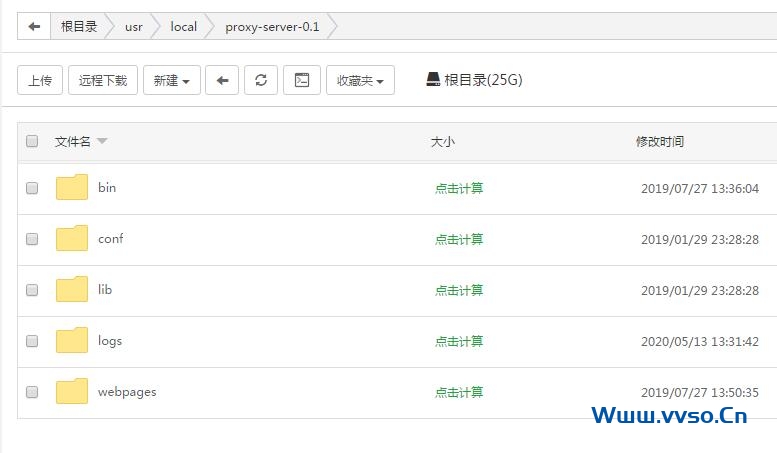 根目录 usr local proxy-server-0.1
上传 远程下载 新建 收藏夹 根目录(25G)
文件名 大小 修改时间
bin 点击计算 2019/07/27 13:36:04
conf 点击计算 2019/01/29 23:28:28
lib 点击计算 2019/01/29 23:28:28
logs 点击计算 2020/05/13 13:31:42
webpages 点击计算 2019/07/27 13:50:35
Www.vvso.Cn